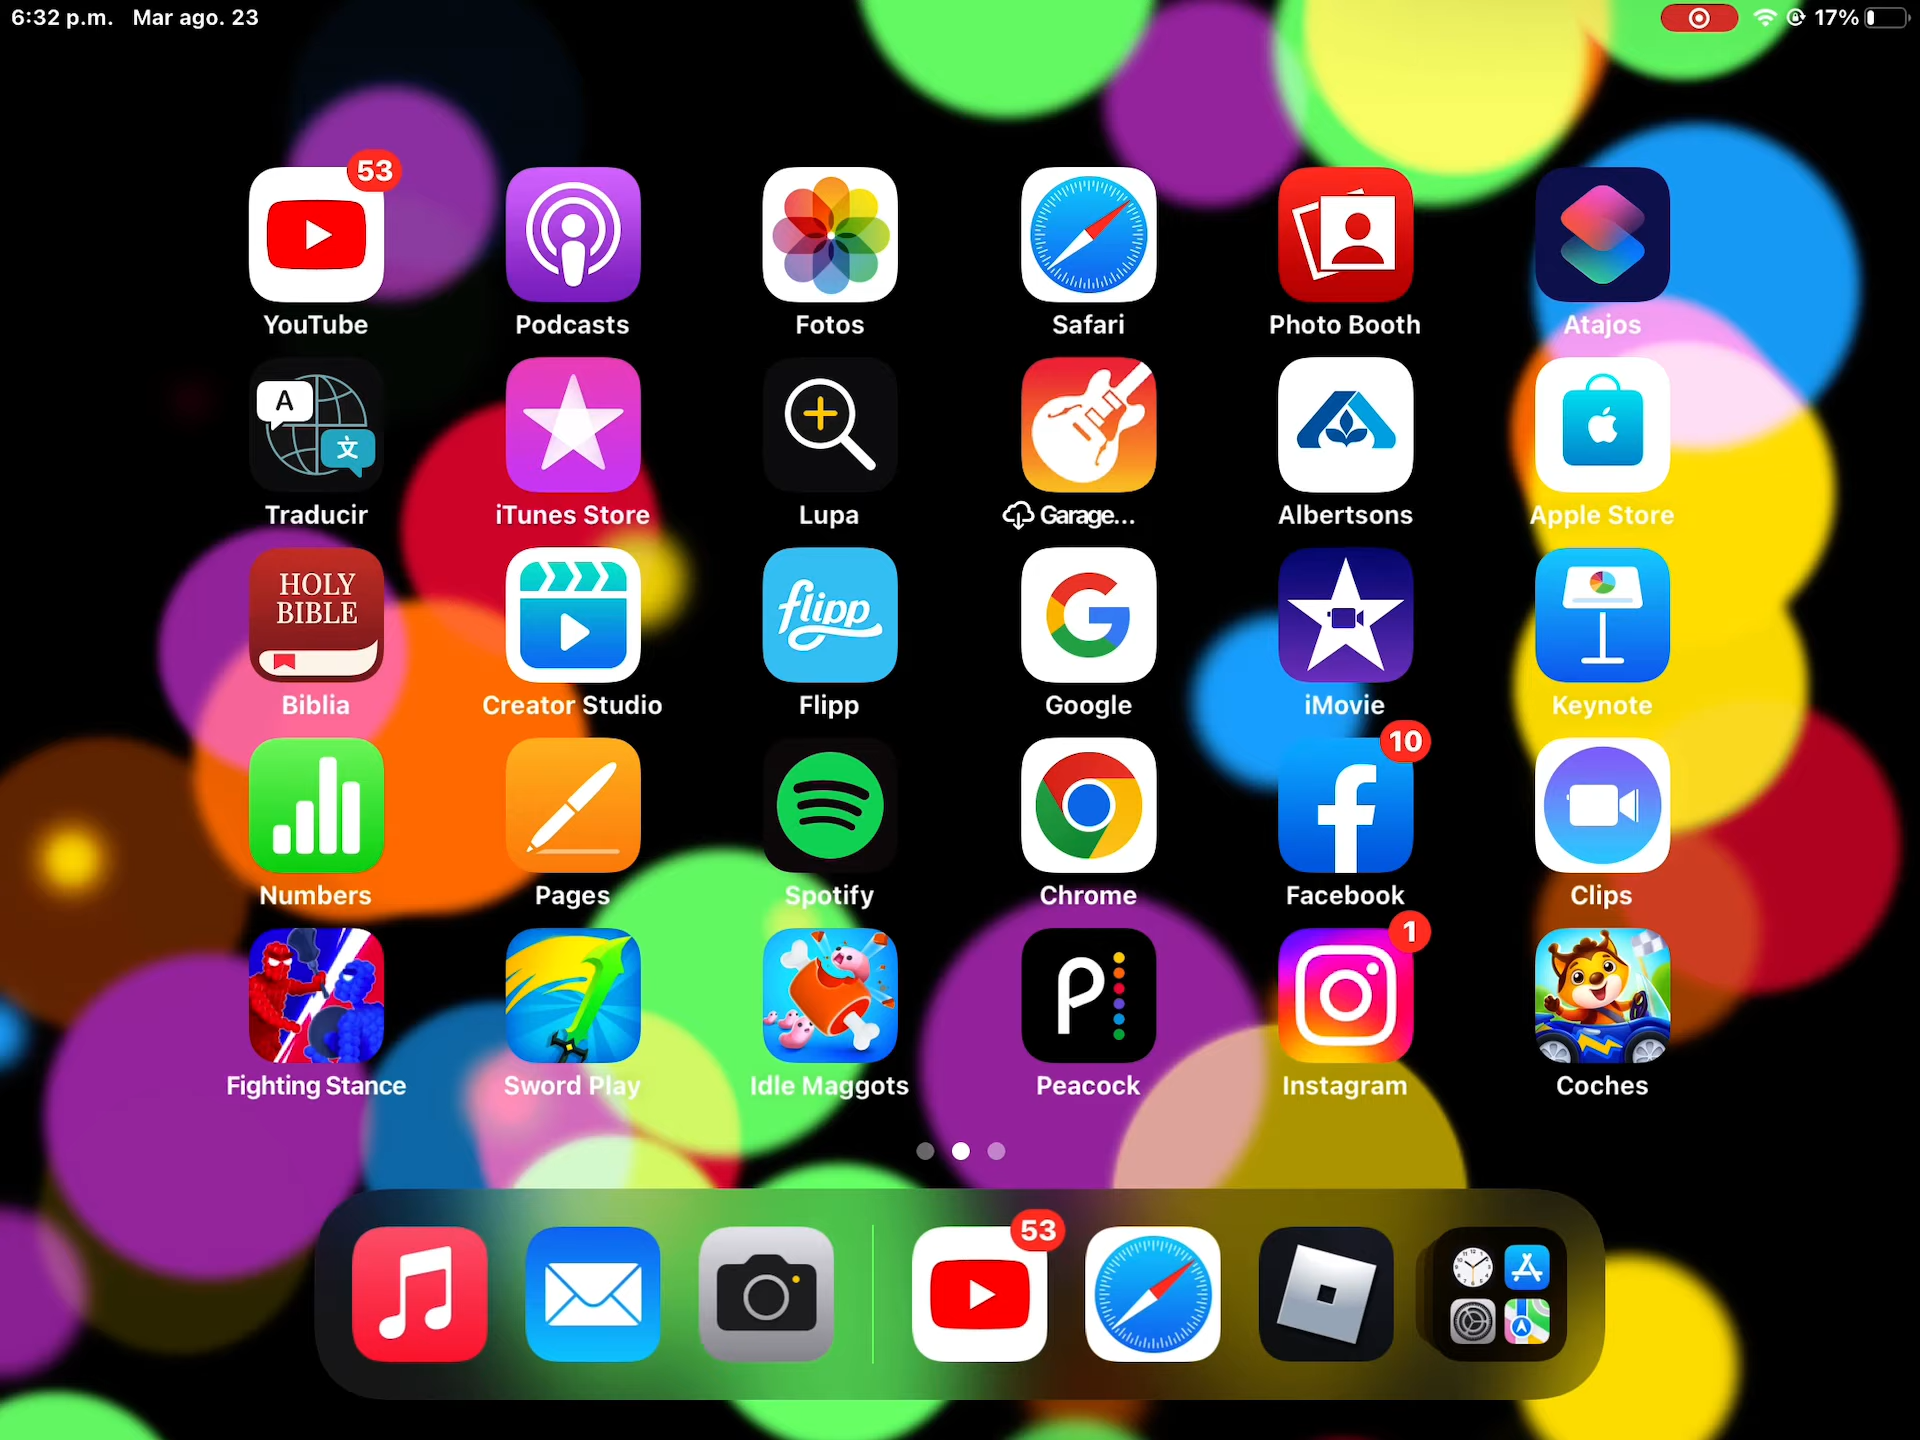 6:32 p.m. Mar ago. 23 17%
53
YouTube Podcasts Fotos Safari Photo Booth Atajos
A 文
Traducir iTunes Store Lupa Garage... Albertsons Apple Store
HOLY
BIBLE
flipp
G
Biblia Creator Studio Flipp Google iMovie Keynote
10
f
Numbers Pages Spotify Chrome Facebook Clips
1
P
Fighting Stance Sword Play Idle Maggots Peacock Instagram Coches
53